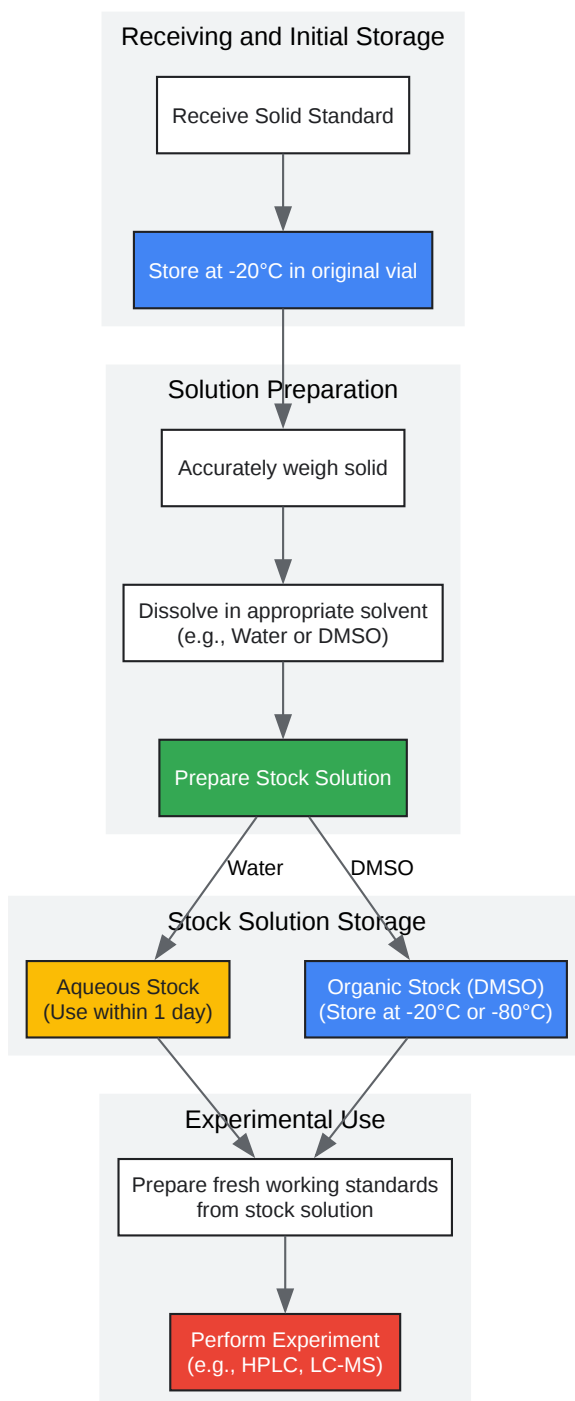 Receiving and Initial Storage
Receive Solid Standard
Store at -20°C in original vial
Solution Preparation
Accurately weigh solid
Dissolve in appropriate solvent
(e.g., Water or DMSO)
Prepare Stock Solution
Water
DMSO
Stock Solution Storage
Aqueous Stock
(Use within 1 day)
Organic Stock (DMSO)
(Store at -20°C or -80°C)
Experimental Use
Prepare fresh working standards
from stock solution
Perform Experiment
(e.g., HPLC, LC-MS)